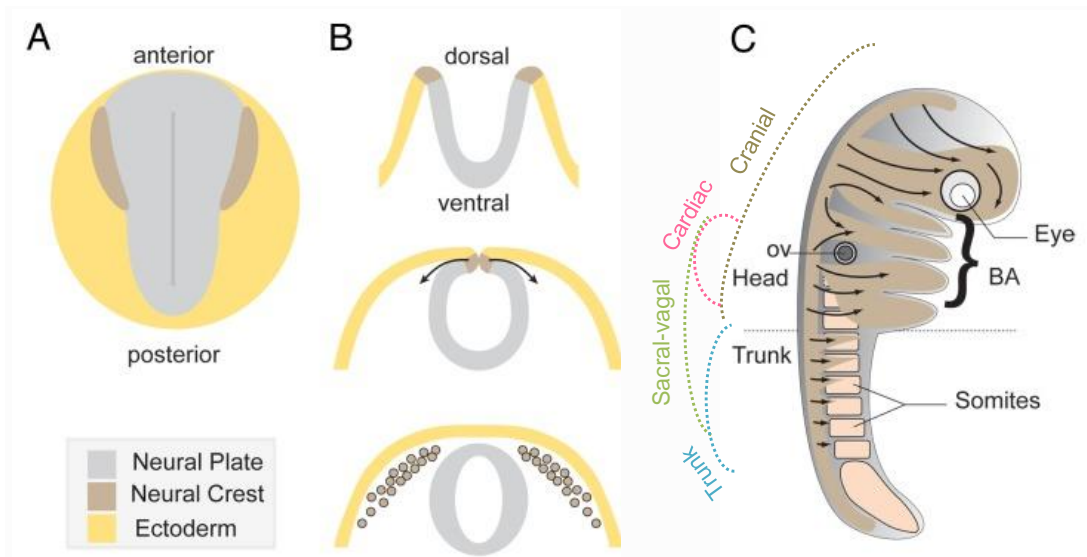 A
anterior
posterior
Neural Plate
Neural Crest
Ectoderm
B
dorsal
ventral
C
Cranial
Cardiac
Sacral-vagal
Trunk
ov
Head
Trunk
Eye
BA
Somites